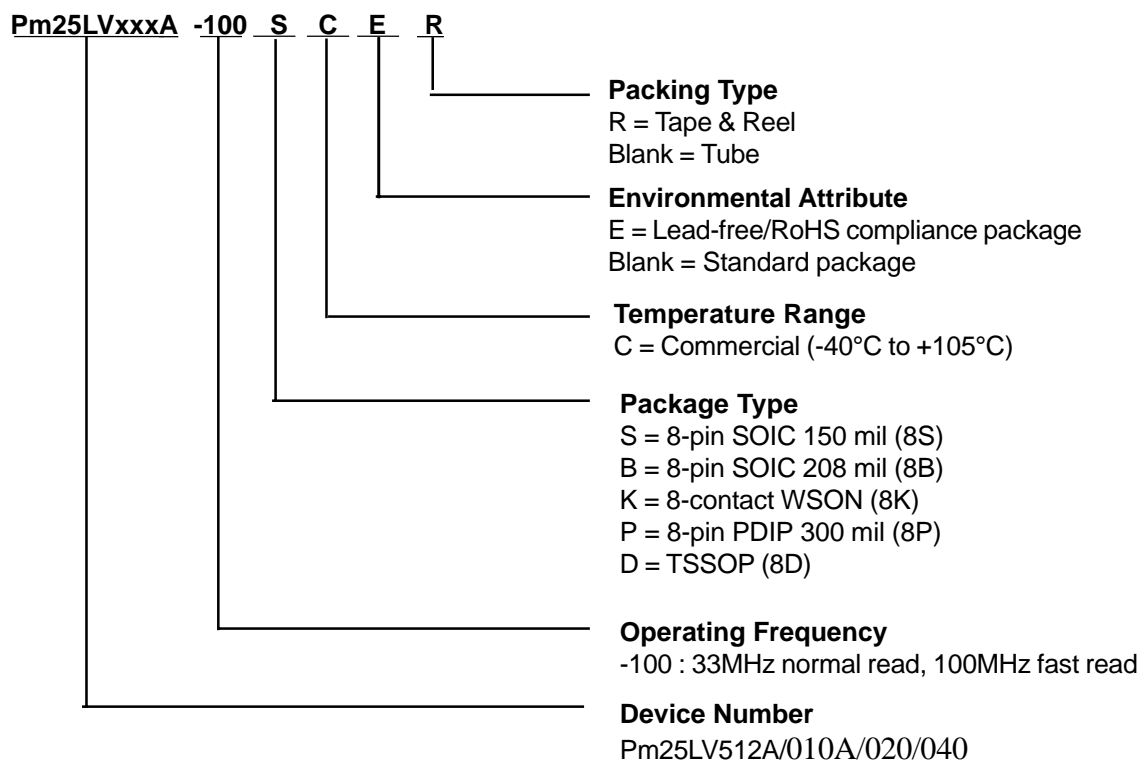 Pm25LVxxxA -100 S C E R
Packing Type
R = Tape & Reel
Blank = Tube
Environmental Attribute
E = Lead-free/RoHS compliance package
Blank = Standard package
Temperature Range
C = Commercial (-40°C to +105°C)
Package Type
S = 8-pin SOIC 150 mil (8S)
B = 8-pin SOIC 208 mil (8B)
K = 8-contact WSON (8K)
P = 8-pin PDIP 300 mil (8P)
D = TSSOP (8D)
Operating Frequency
-100 : 33MHz normal read, 100MHz fast read
Device Number
Pm25LV512A/010A/020/040